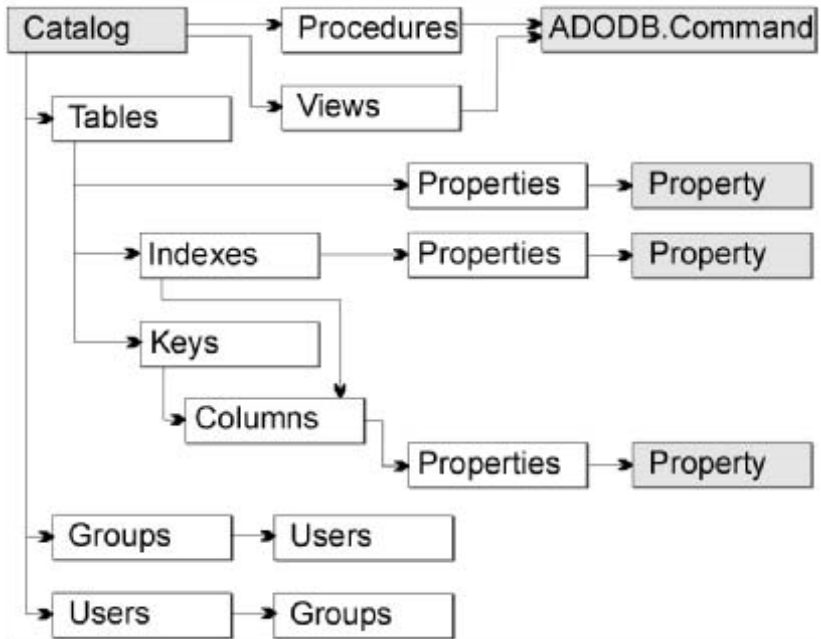 Catalog
Procedures
ADODB.Command
Views
Tables
Properties
Property
Indexes
Properties
Property
Keys
Columns
Properties
Property
Groups
Users
Users
Groups